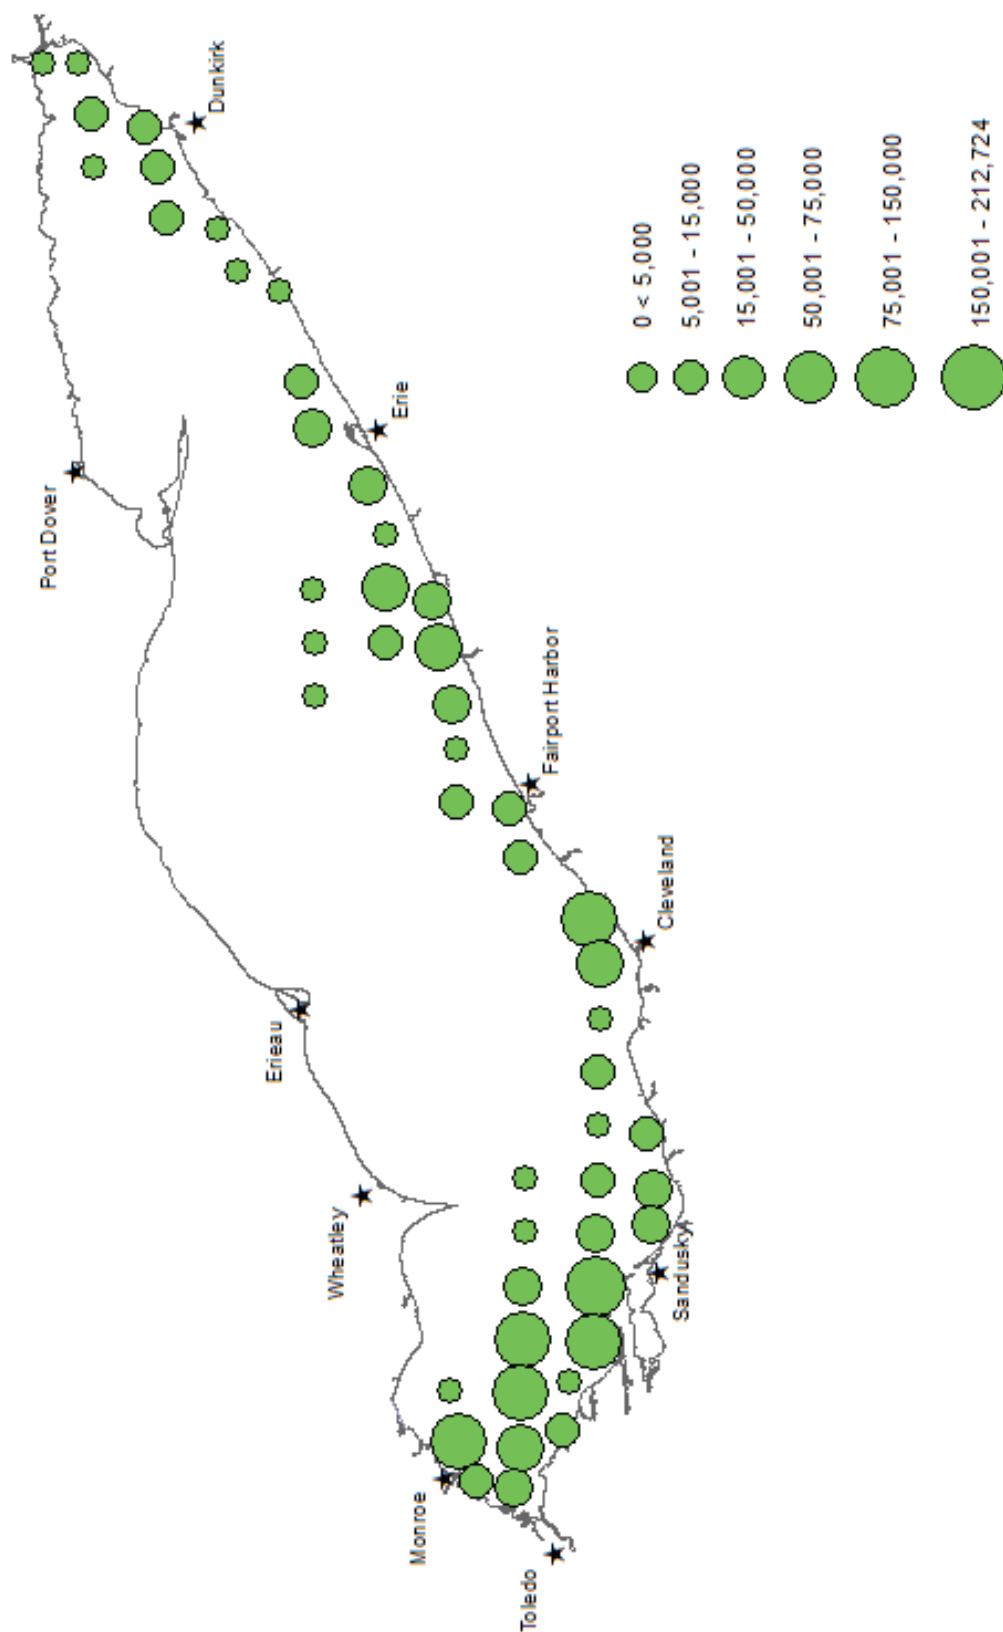 Port Dover
Dunkirk
Erie
Erieau
Wheatley
Fairport Harbor
Cleveland
Monroe
Sandusky
Toledo
0 < 5,000
5,001 - 15,000
15,001 - 50,000
50,001 - 75,000
75,001 - 150,000
150,001 - 212,724